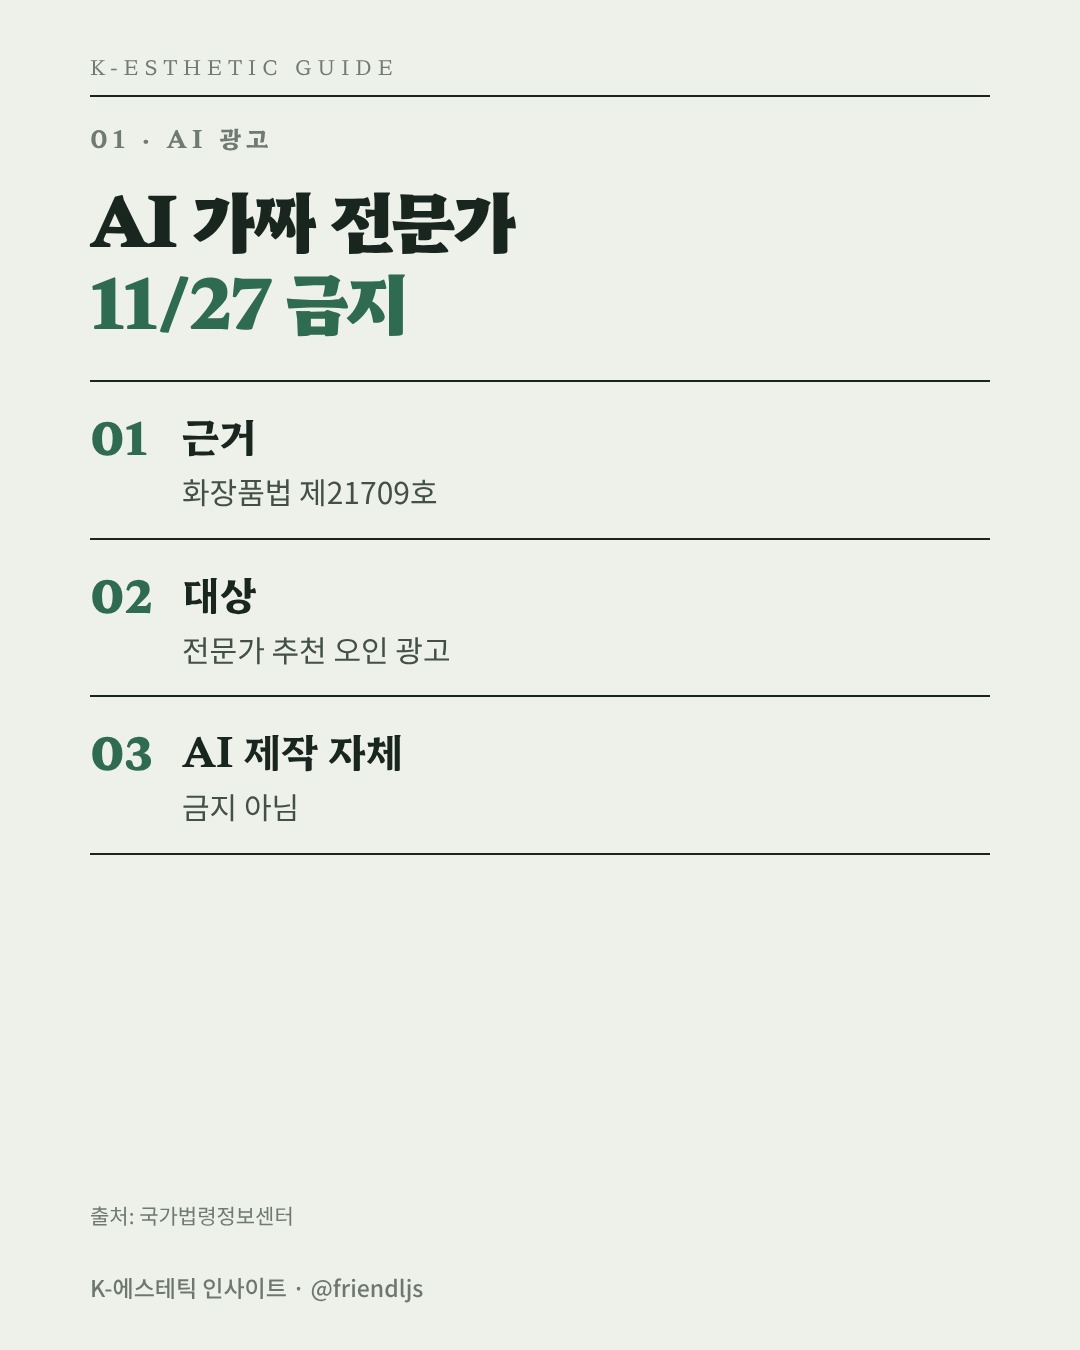 K-ESTHETIC GUIDE
01 · AI 광고
AI 가짜 전문가
11/27 금지
01 근거
화장품법 제21709호
02 대상
전문가 추천 오인 광고
03 AI 제작 자체
금지 아님
출처: 국가법령정보센터
K-에스테틱 인사이트 · @friendljs